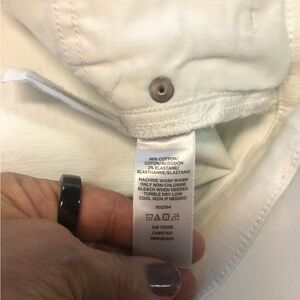 98% COTTON/
COTON/ALGODON
2% ELASTANE/
ELASTHANNE/ELASTANO
MACHINE WASH WARM
ONLY NON-CHLORINE
BLEACH WHEN NEEDED
TUMBLE DRY LOW
COOL IRON IF NEEDED